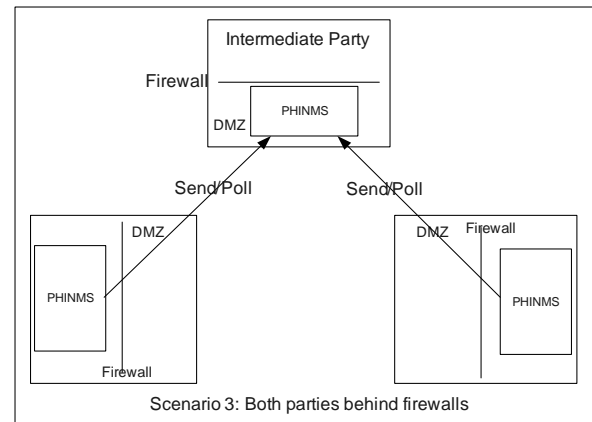 Intermediate Party
Firewall
PHINMS
DMZ
Send/Poll
Send/Poll
DMZ
PHINMS
Firewall
DMZ
Firewall
PHINMS
Scenario 3: Both parties behind firewalls